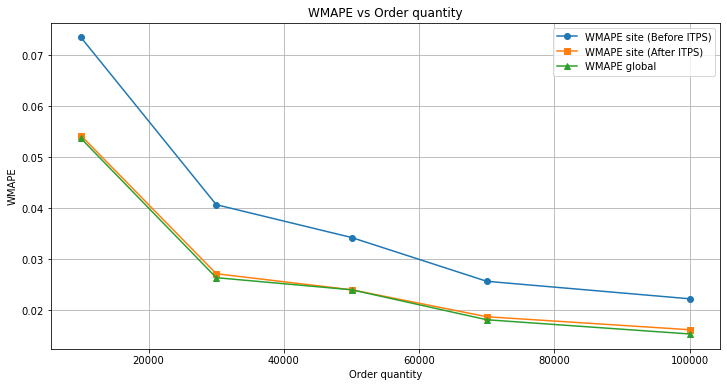 WMAPE vs Order quantity
WMAPE site (Before ITPS)
WMAPE site (After ITPS)
WMAPE global
WMAPE
0.07
0.06
0.05
0.04
0.03
0.02
20000 40000 60000 80000 100000
Order quantity